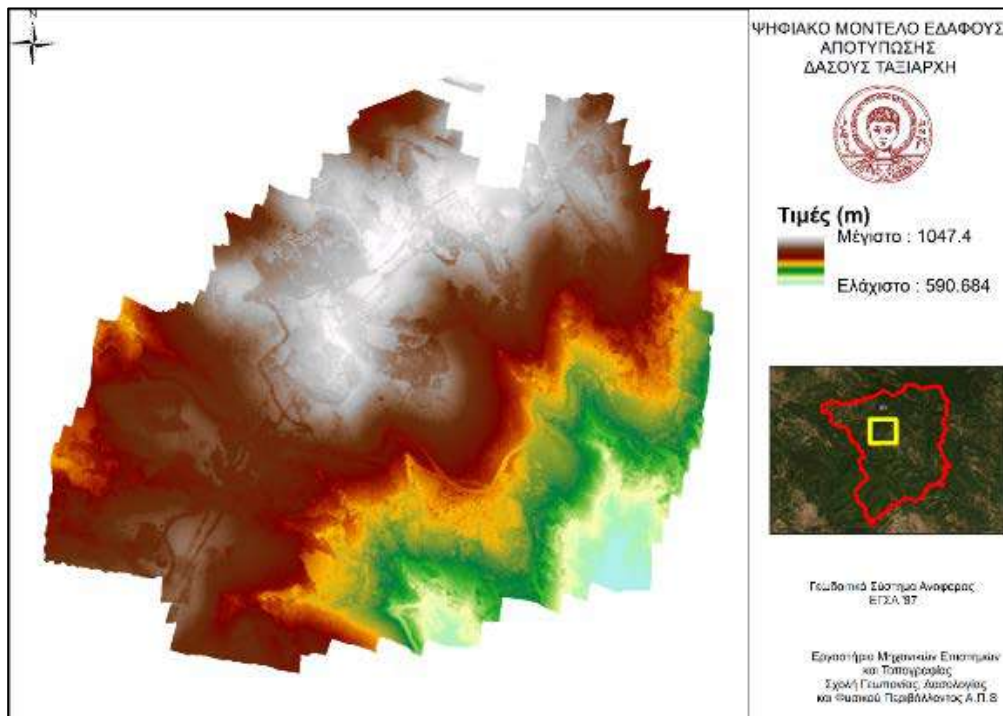 N
ΨΗΦΙΑΚΟ ΜΟΝΤΕΛΟ ΕΔΑΦΟΥΣ
ΑΠΟΤΥΠΩΣΗΣ
ΔΑΣΟΥΣ ΤΑΞΙΑΡΧΗ
Τιμές (m)
Μέγιστο : 1047.4
Ελάχιστο : 590.684
Γεωδαιτικό Σύστημα Αναφοράς
ΕΓΣΑ '87
Εργαστήριο Μηχανικών Επιστημών
και Τοπογραφίας
Σχολή Γεωπονίας, Δασολογίας
και Φυσικού Περιβάλλοντος Α.Π.Θ